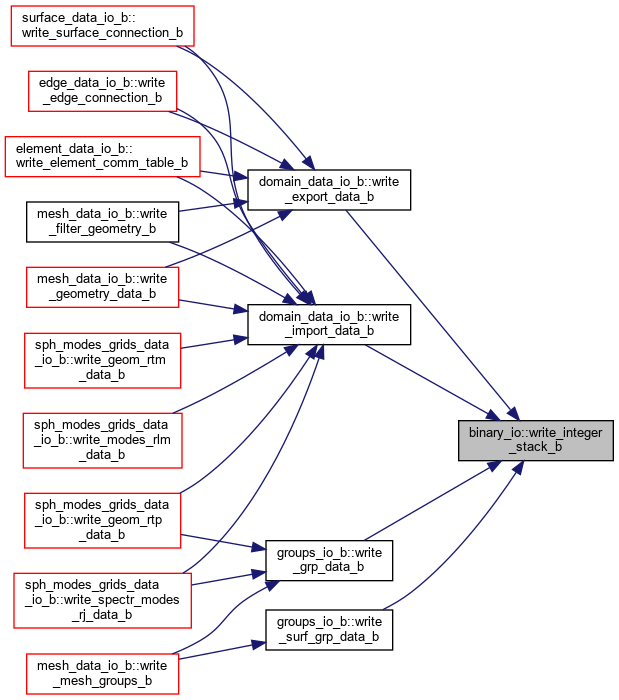 surface_data_io_b::
write_surface_connection_b
edge_data_io_b::write
_edge_connection_b
element_data_io_b::
write_element_comm_table_b
mesh_data_io_b::write
_filter_geometry_b
mesh_data_io_b::write
_geometry_data_b
sph_modes_grids_data
_io_b::write_geom_rtm
_data_b
sph_modes_grids_data
_io_b::write_modes_rlm
_data_b
sph_modes_grids_data
_io_b::write_geom_rtp
_data_b
sph_modes_grids_data
_io_b::write_spectr_modes
_rj_data_b
mesh_data_io_b::write
_mesh_groups_b
domain_data_io_b::write
_export_data_b
domain_data_io_b::write
_import_data_b
groups_io_b::write
_grp_data_b
groups_io_b::write
_surf_grp_data_b
binary_io::write_integer
_stack_b